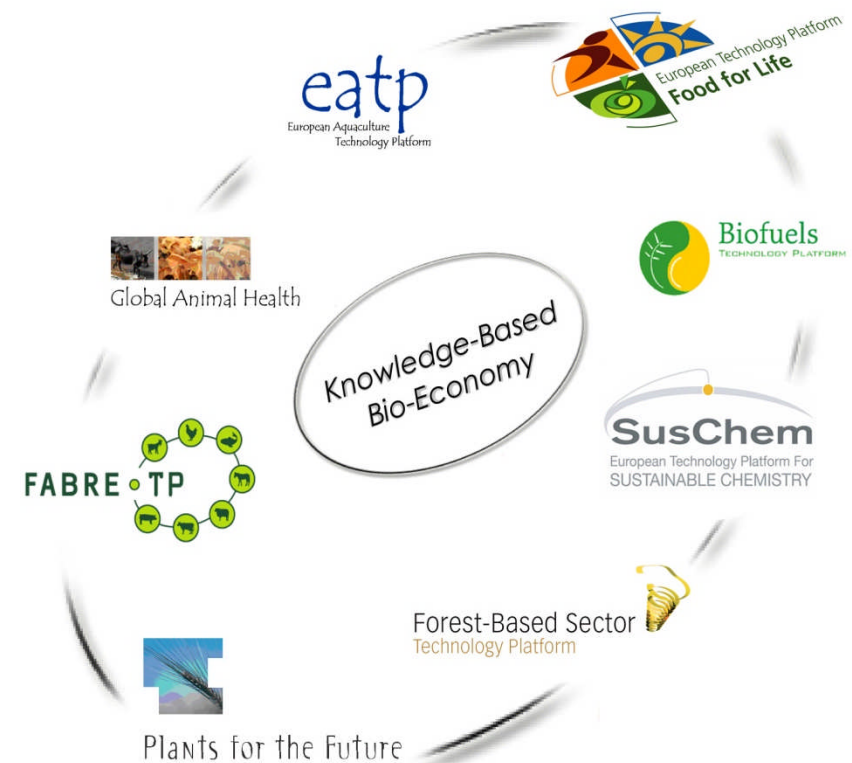 eatp
European Aquaculture
Technology Platform
European Technology Platform
Food for Life
Biofuels
TECHNOLOGY PLATFORM
Global Animal Health
Knowledge-Based
Bio-Economy
SusChem
European Technology Platform For
SUSTAINABLE CHEMISTRY
FABRE TP
Forest-Based Sector
Technology Platform
Plants for the Future